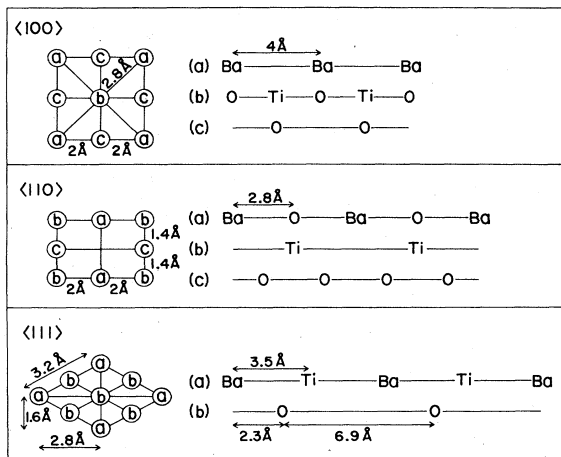 ⟨100⟩
a c a
2.8Å
c b c
a c a
2Å 2Å
4Å
(a) Ba Ba Ba
(b) O Ti O Ti O
(c) O O
⟨110⟩
b a b
1.4Å
c c
1.4Å
b a b
2Å 2Å
2.8Å
(a) Ba O Ba O Ba
(b) Ti Ti
(c) O O O O
⟨111⟩
3.2Å
a
b b
a b a
1.6Å
b b
a
2.8Å
3.5Å
(a) Ba Ti Ba Ti Ba
(b) O O
2.3Å 6.9Å